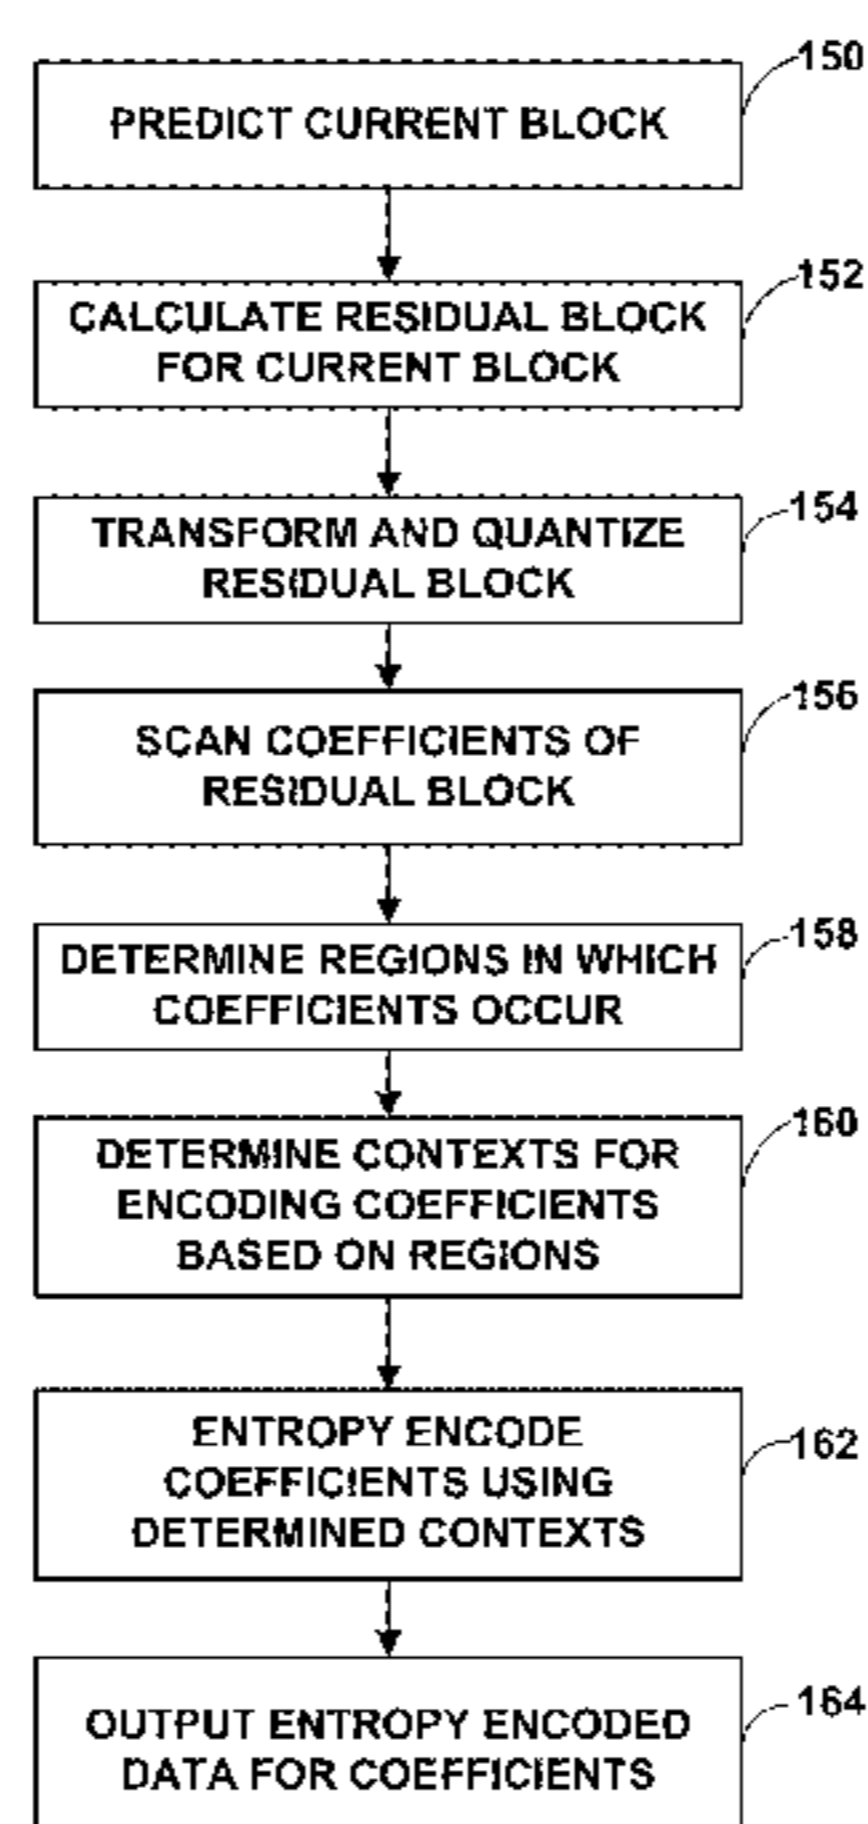 150
PREDICT CURRENT BLOCK
152
CALCULATE RESIDUAL BLOCK
FOR CURRENT BLOCK
154
TRANSFORM AND QUANTIZE
RESIDUAL BLOCK
156
SCAN COEFFICIENTS OF
RESIDUAL BLOCK
158
DETERMINE REGIONS IN WHICH
COEFFICIENTS OCCUR
160
DETERMINE CONTEXTS FOR
ENCODING COEFFICIENTS
BASED ON REGIONS
162
ENTROPY ENCODE
COEFFICIENTS USING
DETERMINED CONTEXTS
164
OUTPUT ENTROPY ENCODED
DATA FOR COEFFICIENTS